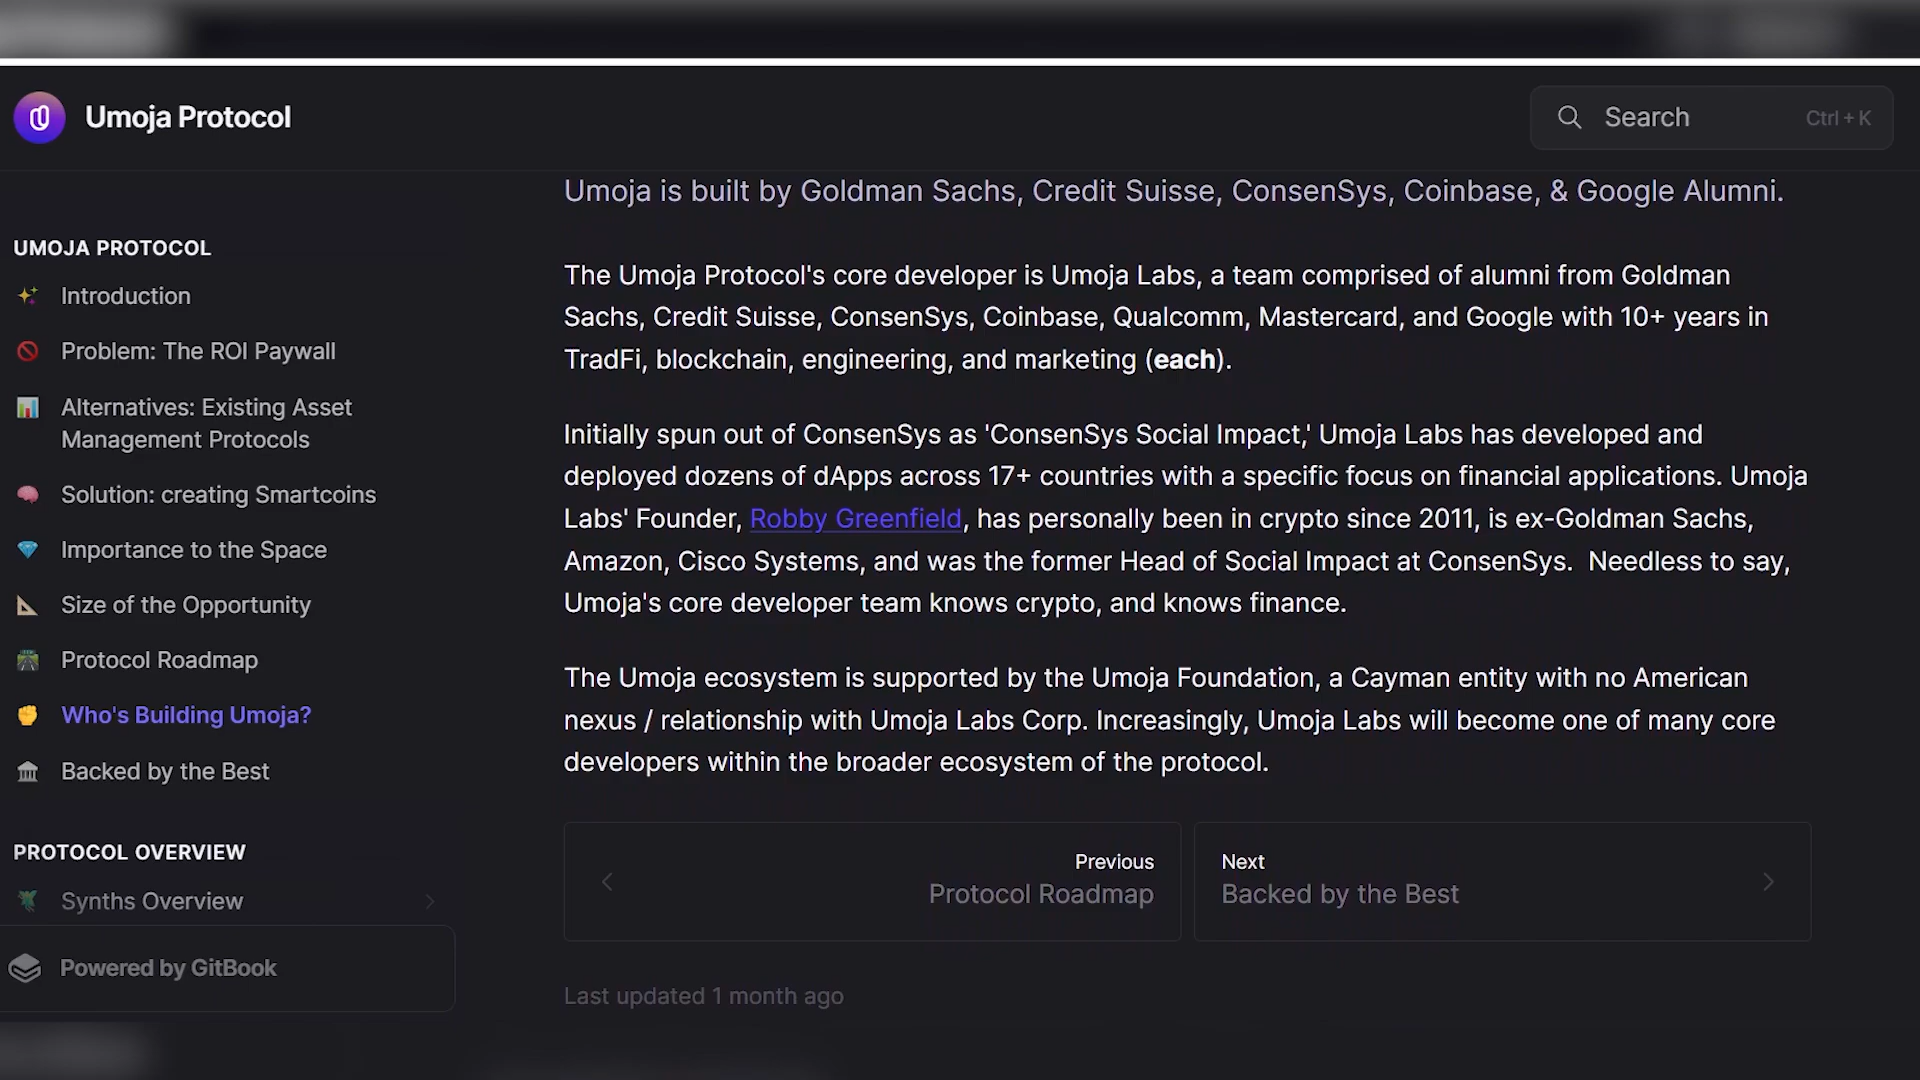 Umoja Protocol
Search
Ctrl + K
UMOJA PROTOCOL
Introduction
Problem: The ROI Paywall
Alternatives: Existing Asset
Management Protocols
Solution: creating Smartcoins
Importance to the Space
Size of the Opportunity
Protocol Roadmap
Who's Building Umoja?
Backed by the Best
PROTOCOL OVERVIEW
Synths Overview
Powered by GitBook
Umoja is built by Goldman Sachs, Credit Suisse, ConsenSys, Coinbase, & Google Alumni.
The Umoja Protocol's core developer is Umoja Labs, a team comprised of alumni from Goldman
Sachs, Credit Suisse, ConsenSys, Coinbase, Qualcomm, Mastercard, and Google with 10+ years in
TradFi, blockchain, engineering, and marketing (each).
Initially spun out of ConsenSys as 'ConsenSys Social Impact,' Umoja Labs has developed and
deployed dozens of dApps across 17+ countries with a specific focus on financial applications. Umoja
Labs' Founder, Robby Greenfield, has personally been in crypto since 2011, is ex-Goldman Sachs,
Amazon, Cisco Systems, and was the former Head of Social Impact at ConsenSys.  Needless to say,
Umoja's core developer team knows crypto, and knows finance.
The Umoja ecosystem is supported by the Umoja Foundation, a Cayman entity with no American
nexus / relationship with Umoja Labs Corp. Increasingly, Umoja Labs will become one of many core
developers within the broader ecosystem of the protocol.
Previous
Protocol Roadmap
Next
Backed by the Best
Last updated 1 month ago